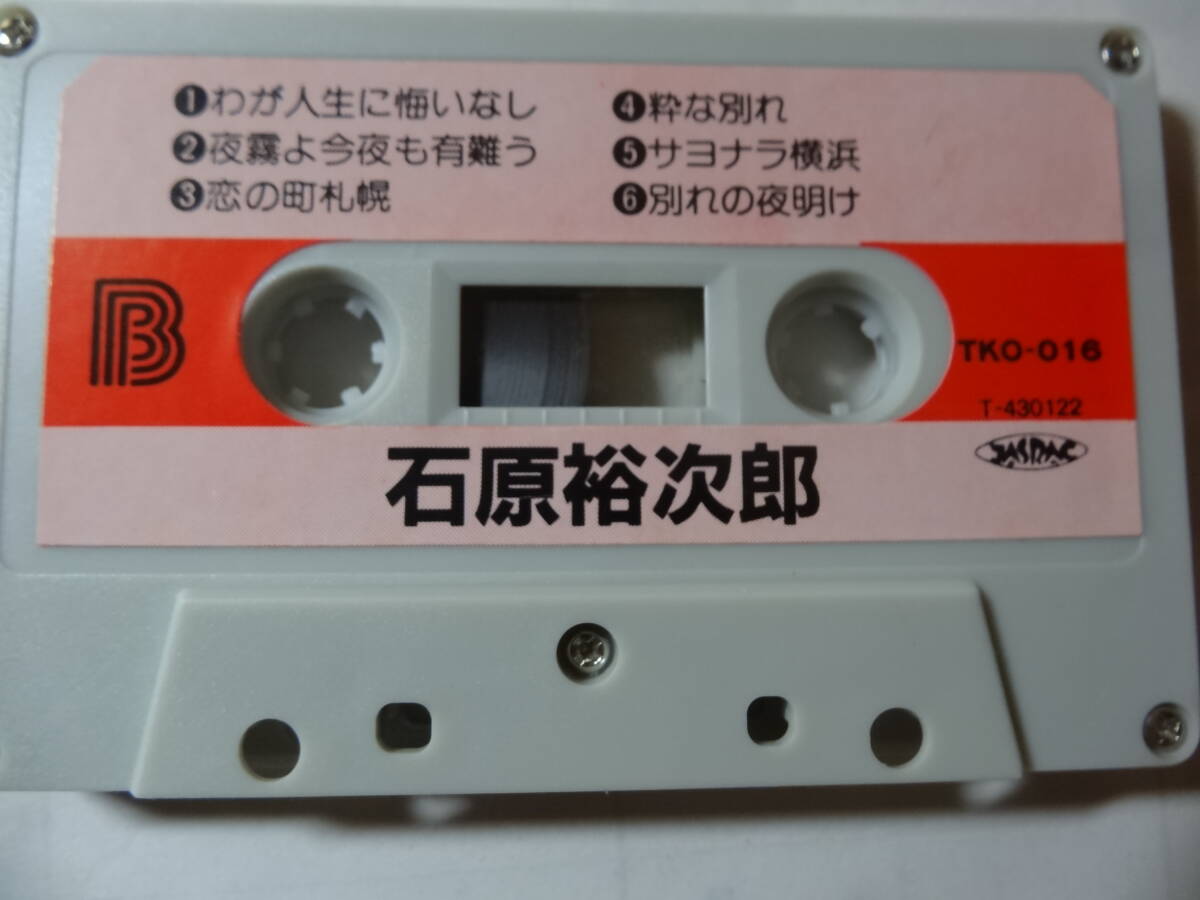 ❶わが人生に悔いなし
❷夜霧よ今夜も有難う
❸恋の町札幌
❹粋な別れ
❺サヨナラ横浜
❻別れの夜明け
B
TKO-016
T-430122
JASRAC
石原裕次郎